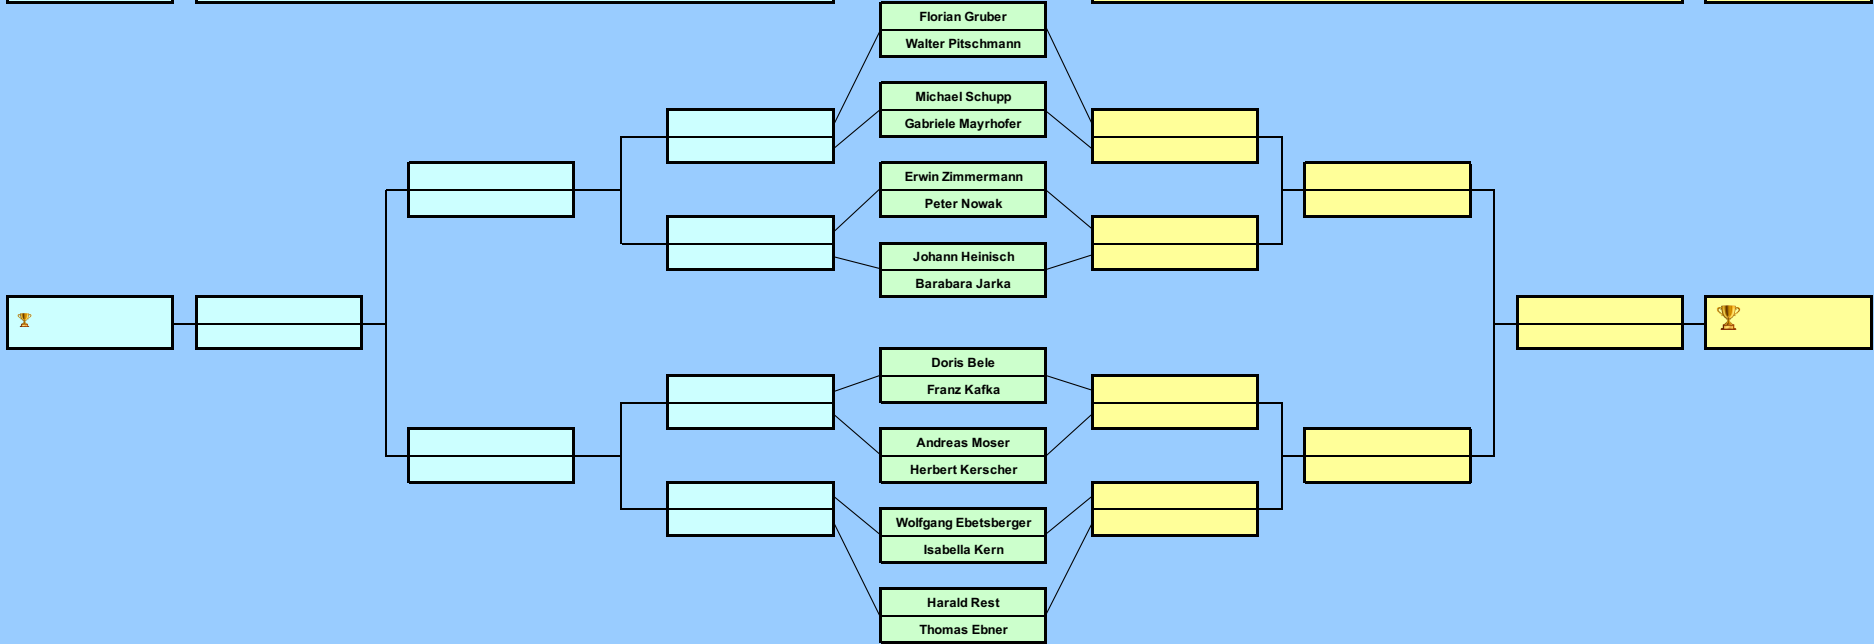 Florian Gruber
Walter Pitschmann
Michael Schupp
Gabriele Mayrhofer
Erwin Zimmermann
Peter Nowak
Johann Heinisch
Barabara Jarka
Doris Bele
Franz Kafka
Andreas Moser
Herbert Kerscher
Wolfgang Ebetsberger
Isabella Kern
Harald Rest
Thomas Ebner